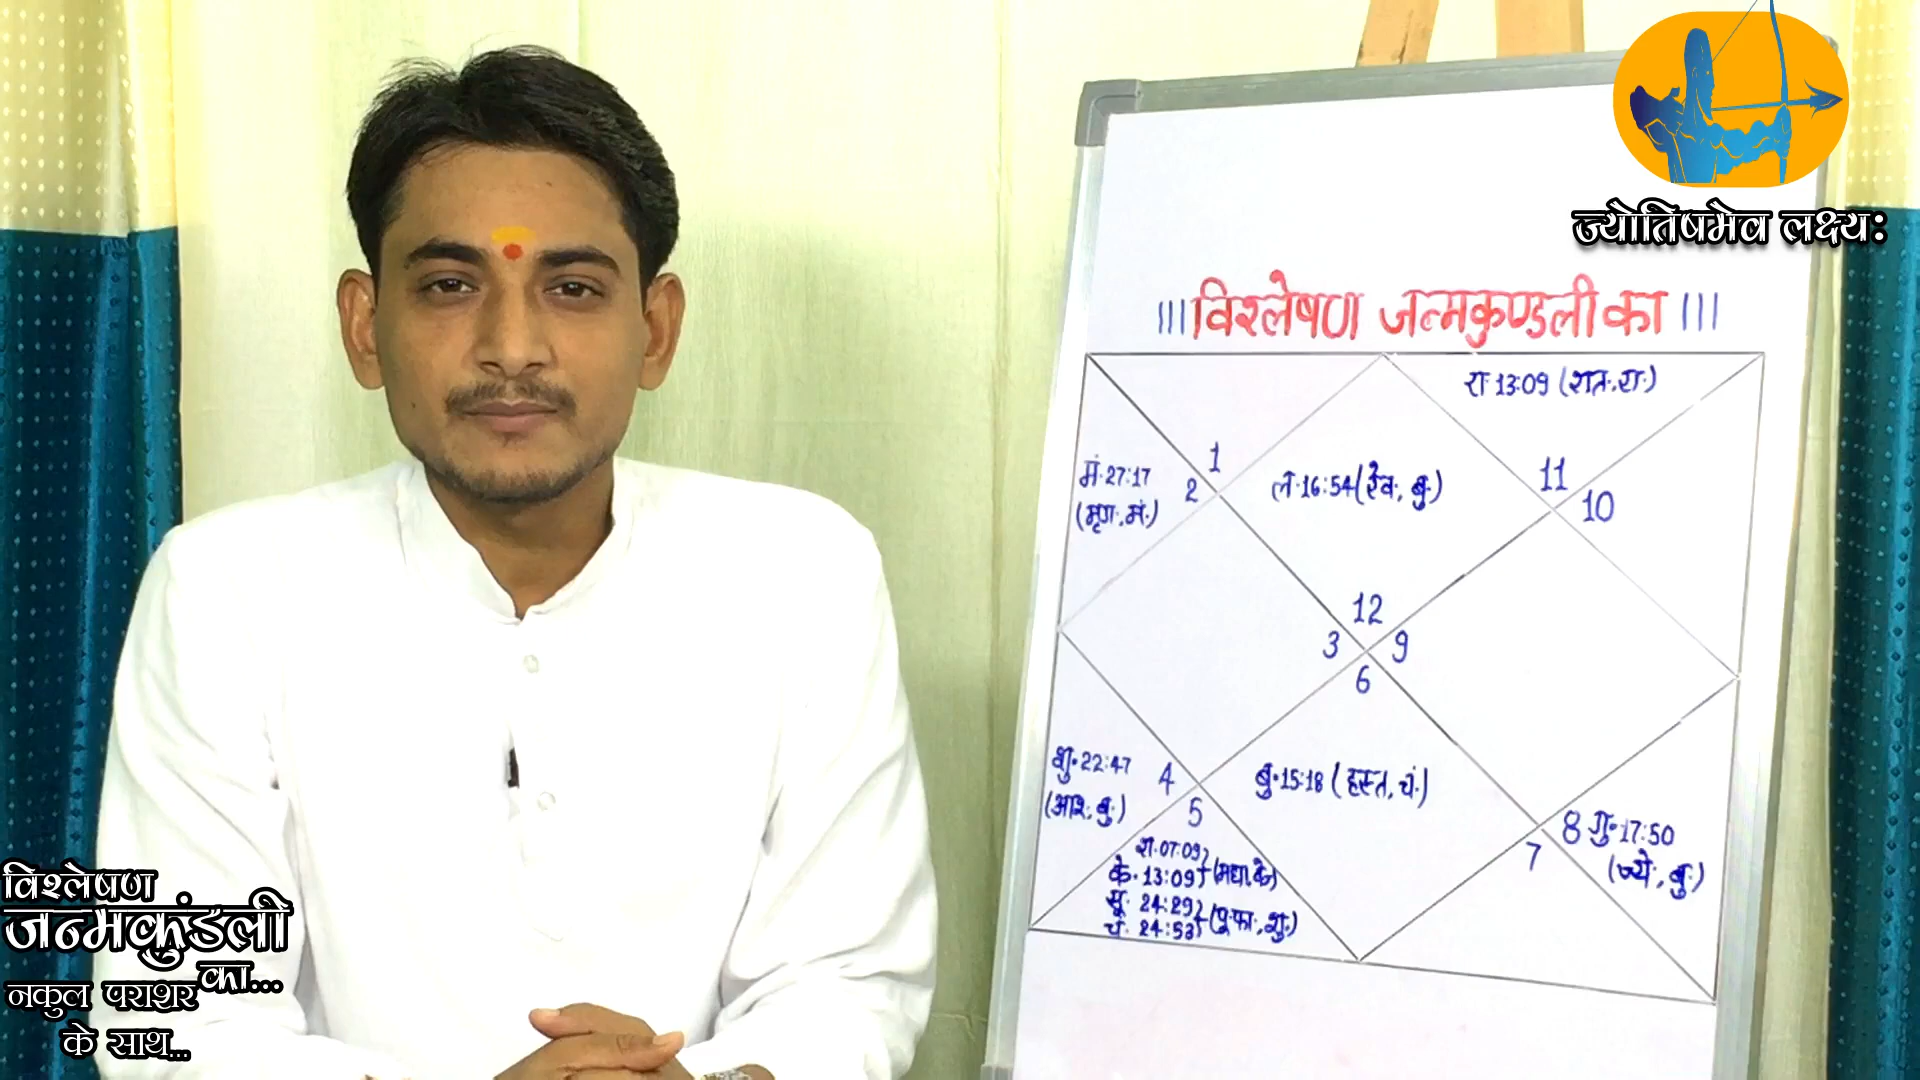 ज्योतिषमेव लक्ष्य:
|||विश्लेषण जन्मकुण्डली का|||
रा·13:09 (शत·,रा·)
मं·27:17
(मृग·,मं·)
1
2
ल·16:54(रेव·, बु·)
11
10
12
3
9
6
शु·22:47
(आश्ले·,बु·)
4
5
बु·15:18 (हस्त, चं·)
8 गु·17:50
(ज्ये·,बु·)
7
श·07:09
के·13:09 (मघा,के·)
सू· 24:29
चं· 24:53 (पू·फा·,शु·)
विश्लेषण
जन्मकुंडली
का...
नकुल पराशर
के साथ...